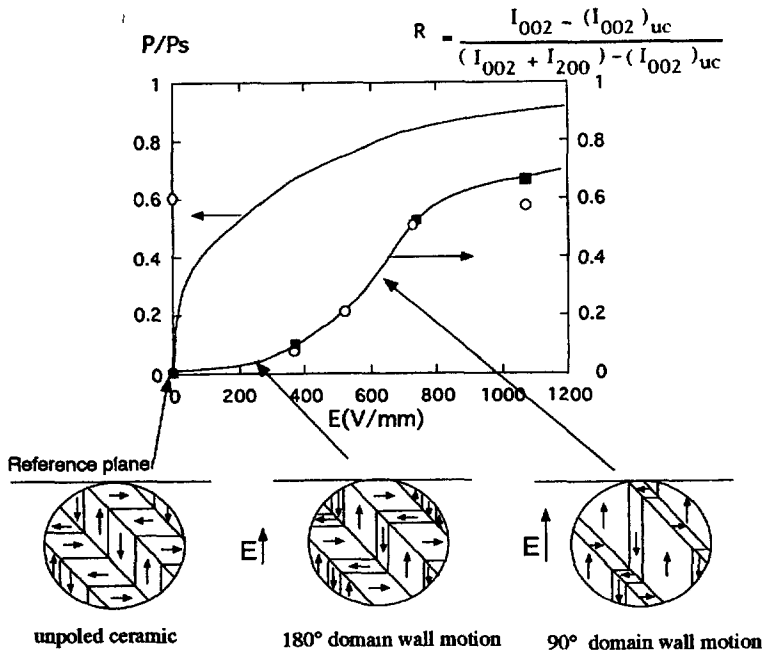 P/Ps
R = I002 - (I002)uc / (I002 + I200) - (I002)uc
1
0.8
0.6
0.4
0.2
0
1
0.8
0.6
0.4
0.2
0
0 200 400 600 800 1000 1200
E(V/mm)
Reference plane
E
E
unpoled ceramic
180° domain wall motion
90° domain wall motion